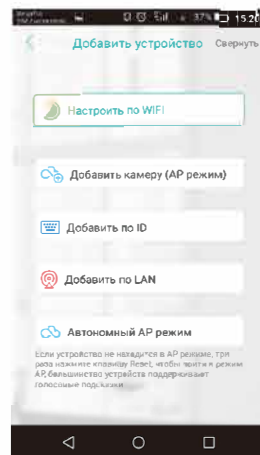 37% 15:20
Добавить устройство Свернуть
Настроить по WIFI
Добавить камеру (AP режим)
Добавить по ID
Добавить по LAN
Автономный AP режим
Если устройство не находится в AP режиме, три
раза нажмите клавишу Reset, чтобы войти в режим
AP, большинство устройств поддерживают
голосовые подсказки